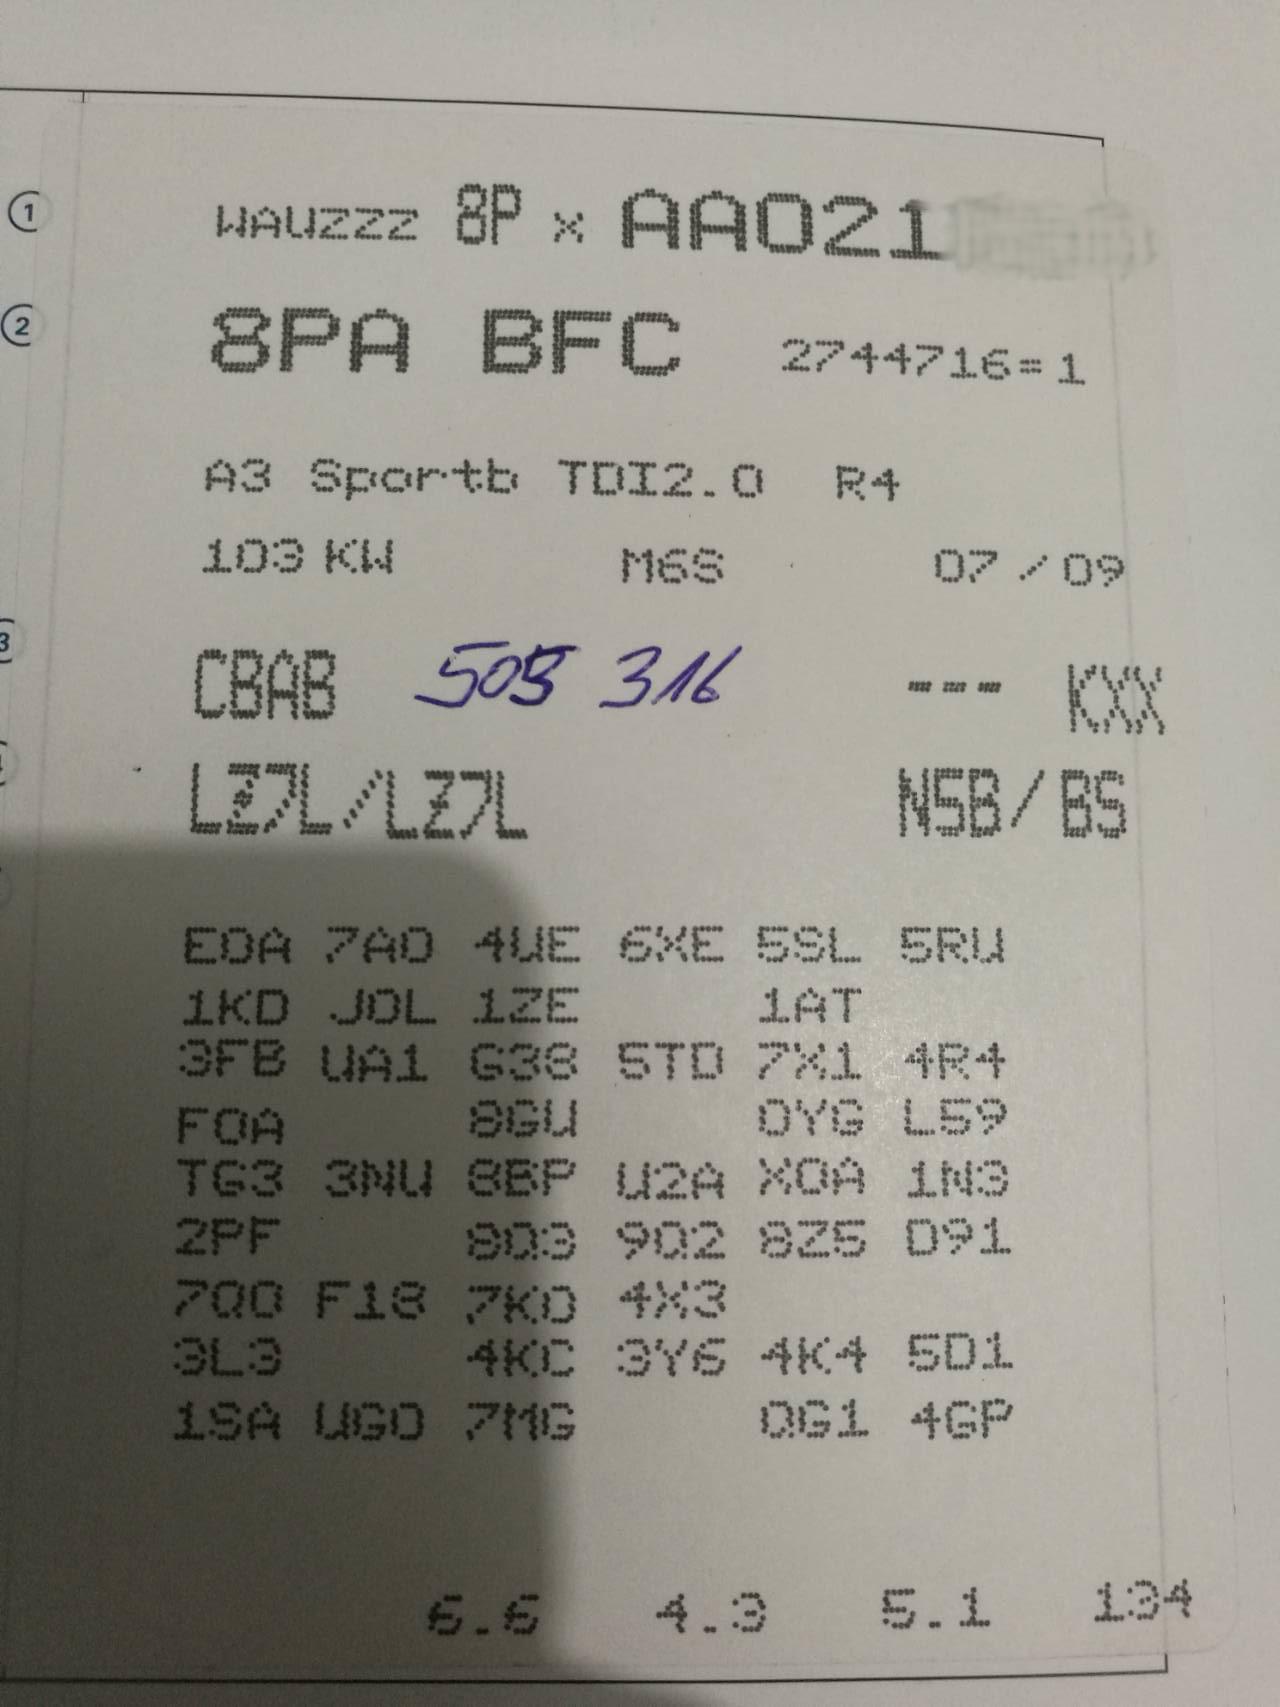 1 WAUZZZ 8P x AA021
2 8PA BFC 2744716=1
A3 Sportb TDI2.0 R4
103 KW M6S 07 / 09
3 CBAB 505 316 --- KXX
LZ7L/LZ7L N5B/BS
E0A 7A0 4UE 6XE 5SL 5RU
1KD J0L 1ZE 1AT
3FB UA1 G38 5TD 7X1 4R4
F0A 8GU 0YG L59
TG3 3NU 8BP U2A X0A 1N3
2PF 8Q3 9Q2 8Z5 D91
7Q0 F18 7KD 4X3
3L3 4KC 3Y6 4K4 5D1
1SA UG0 7MG QG1 4GP
6.6 4.3 5.1 134